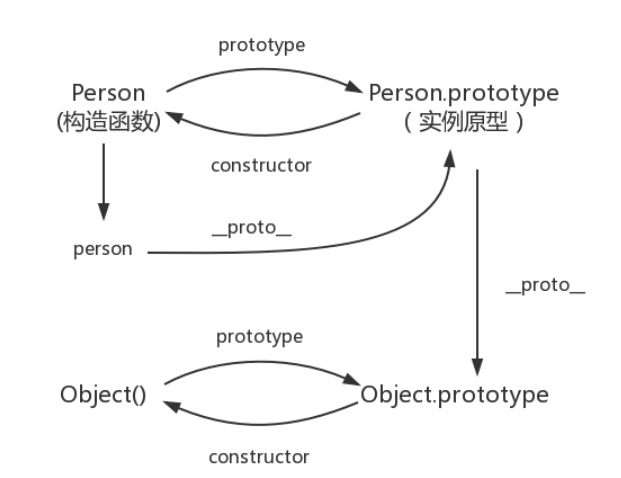 prototype
Person
(构造函数)
Person.prototype
( 实例原型 )
constructor
__proto__
person
__proto__
prototype
Object()
Object.prototype
constructor